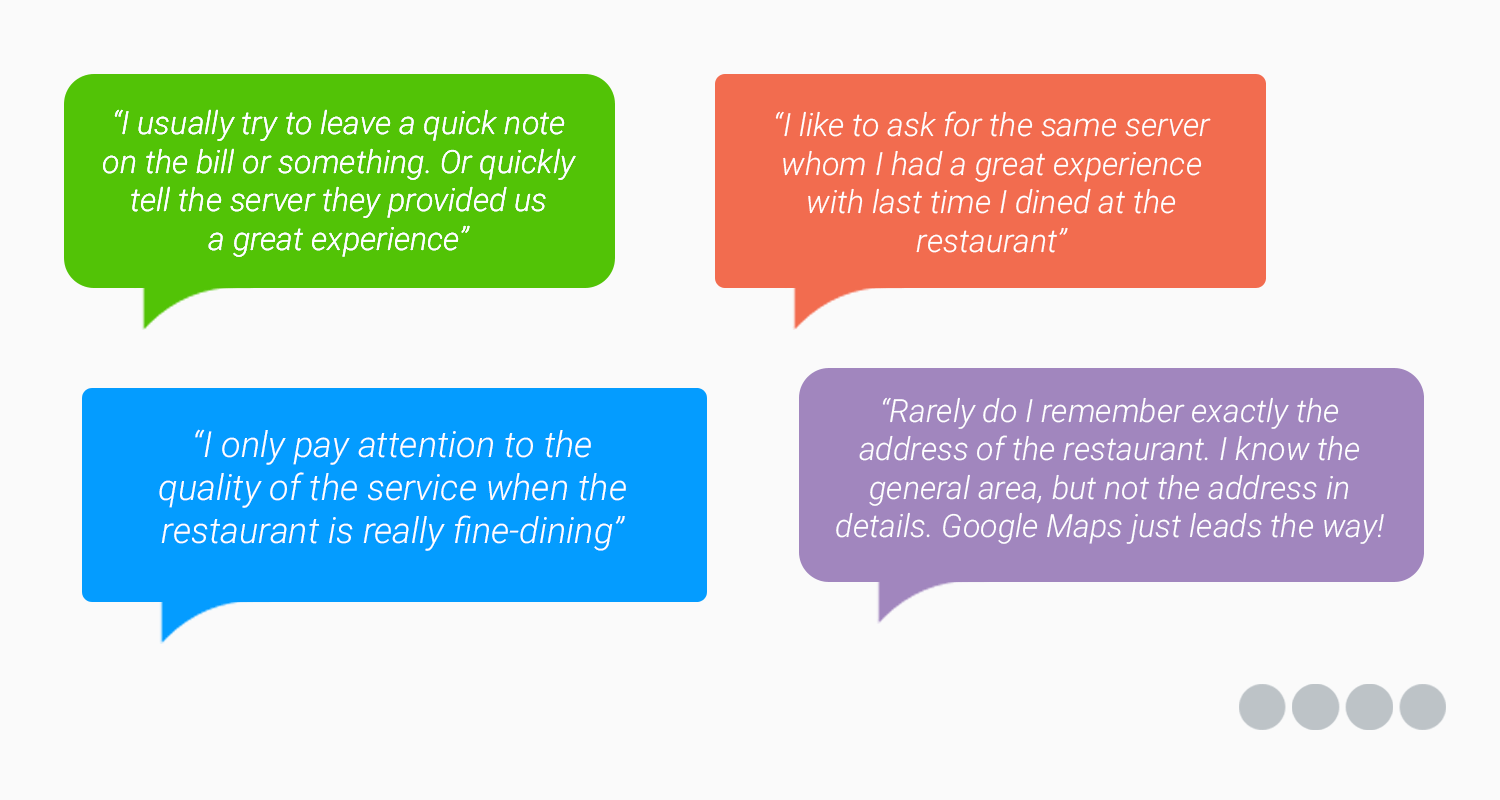 “I usually try to leave a quick note
on the bill or something. Or quickly
tell the server they provided us
a great experience”
“I like to ask for the same server
whom I had a great experience
with last time I dined at the
restaurant”
“I only pay attention to the
quality of the service when the
restaurant is really fine-dining”
“Rarely do I remember exactly the
address of the restaurant. I know the
general area, but not the address in
details. Google Maps just leads the way!